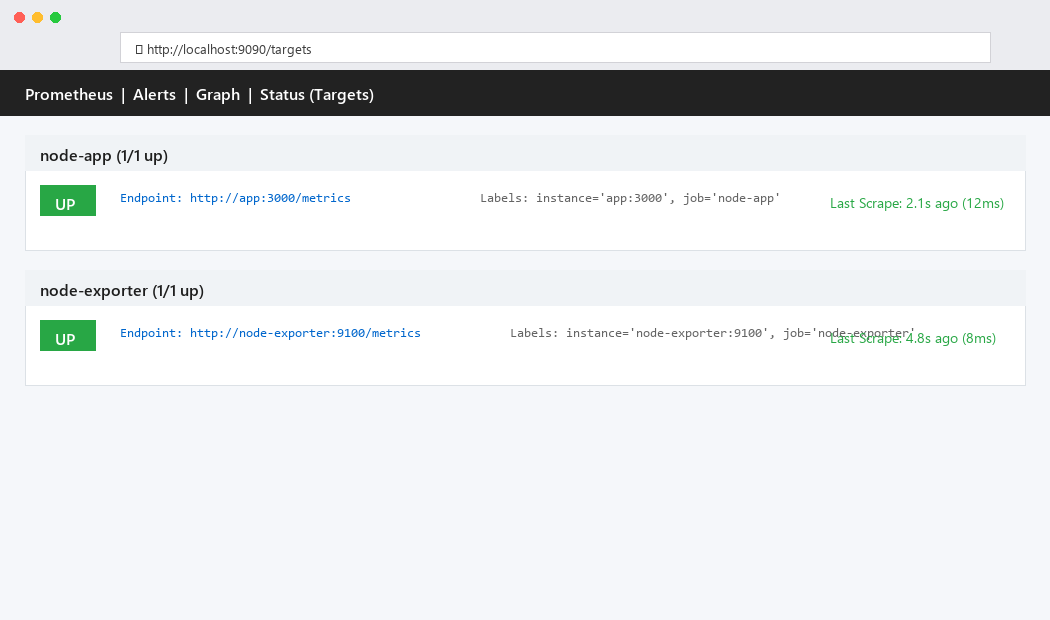 http://localhost:9090/targets
Prometheus | Alerts | Graph | Status (Targets)
node-app (1/1 up)
UP Endpoint: http://app:3000/metrics Labels: instance='app:3000', job='node-app' Last Scrape: 2.1s ago (12ms)
node-exporter (1/1 up)
UP Endpoint: http://node-exporter:9100/metrics Labels: instance='node-exporter:9100', job='node-exporter' Last Scrape: 4.8s ago (8ms)